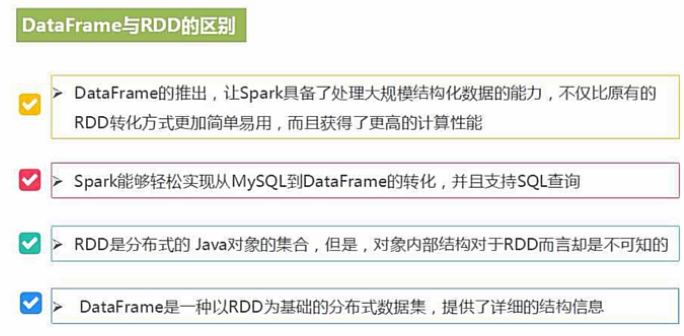 DataFrame与RDD的区别
DataFrame的推出，让Spark具备了处理大规模结构化数据的能力，不仅比原有的
RDD转化方式更加简单易用，而且获得了更高的计算性能
Spark能够轻松实现从MySQL到DataFrame的转化，并且支持SQL查询
RDD是分布式的 Java对象的集合，但是，对象内部结构对于RDD而言却是不可知的
DataFrame是一种以RDD为基础的分布式数据集，提供了详细的结构信息